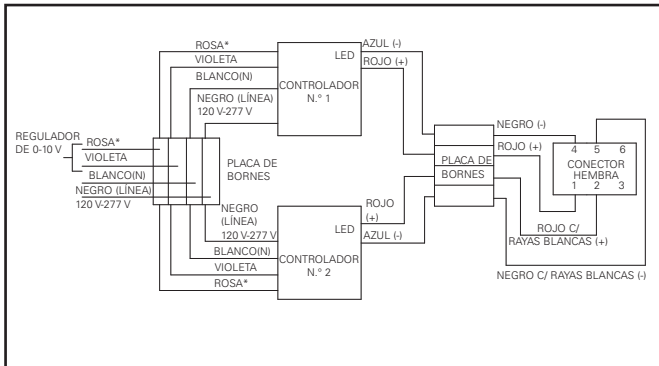 ROSA*
VIOLETA
BLANCO(N)
NEGRO (LÍNEA)
120 V-277 V
LED
CONTROLADOR
N.° 1
AZUL (-)
ROJO (+)
REGULADOR
DE 0-10 V
ROSA*
VIOLETA
BLANCO(N)
NEGRO (LÍNEA)
120 V-277 V
PLACA DE
BORNES
NEGRO
(LÍNEA)
120 V-277 V
BLANCO(N)
VIOLETA
ROSA*
LED
CONTROLADOR
N.° 2
ROJO
(+)
AZUL (-)
PLACA DE
BORNES
NEGRO (-)
ROJO (+)
4 5 6
CONECTOR
HEMBRA
1 2 3
ROJO C/
RAYAS BLANCAS (+)
NEGRO C/ RAYAS BLANCAS (-)